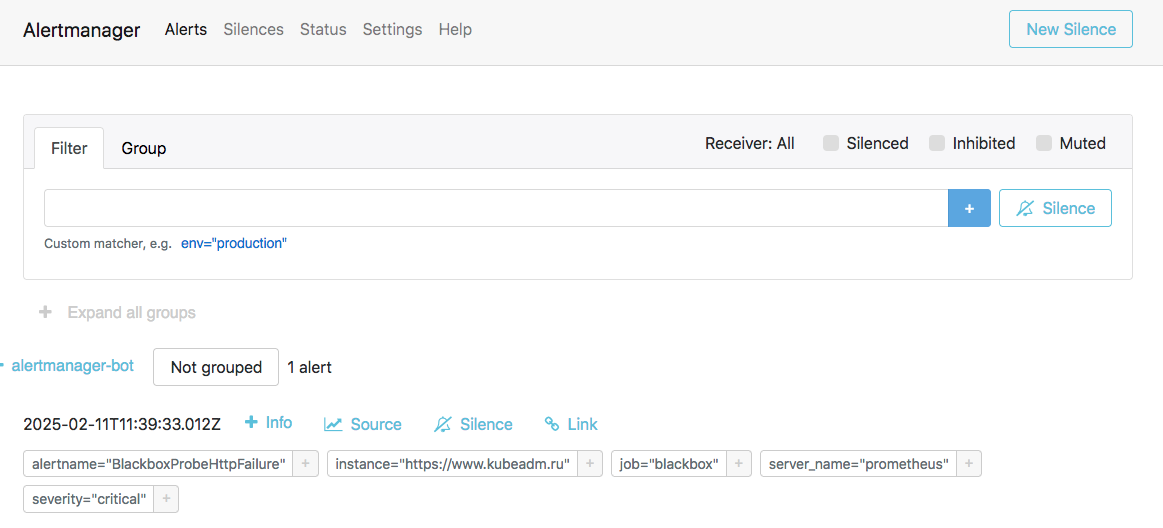 Alertmanager Alerts Silences Status Settings Help New Silence
Filter Group Receiver: All Silenced Inhibited Muted
+ Silence
Custom matcher, e.g. env="production"
+ Expand all groups
- alertmanager-bot Not grouped 1 alert
2025-02-11T11:39:33.012Z + Info Source Silence Link
alertname="BlackboxProbeHttpFailure" + instance="https://www.kubeadm.ru" + job="blackbox" + server_name="prometheus" +
severity="critical" +